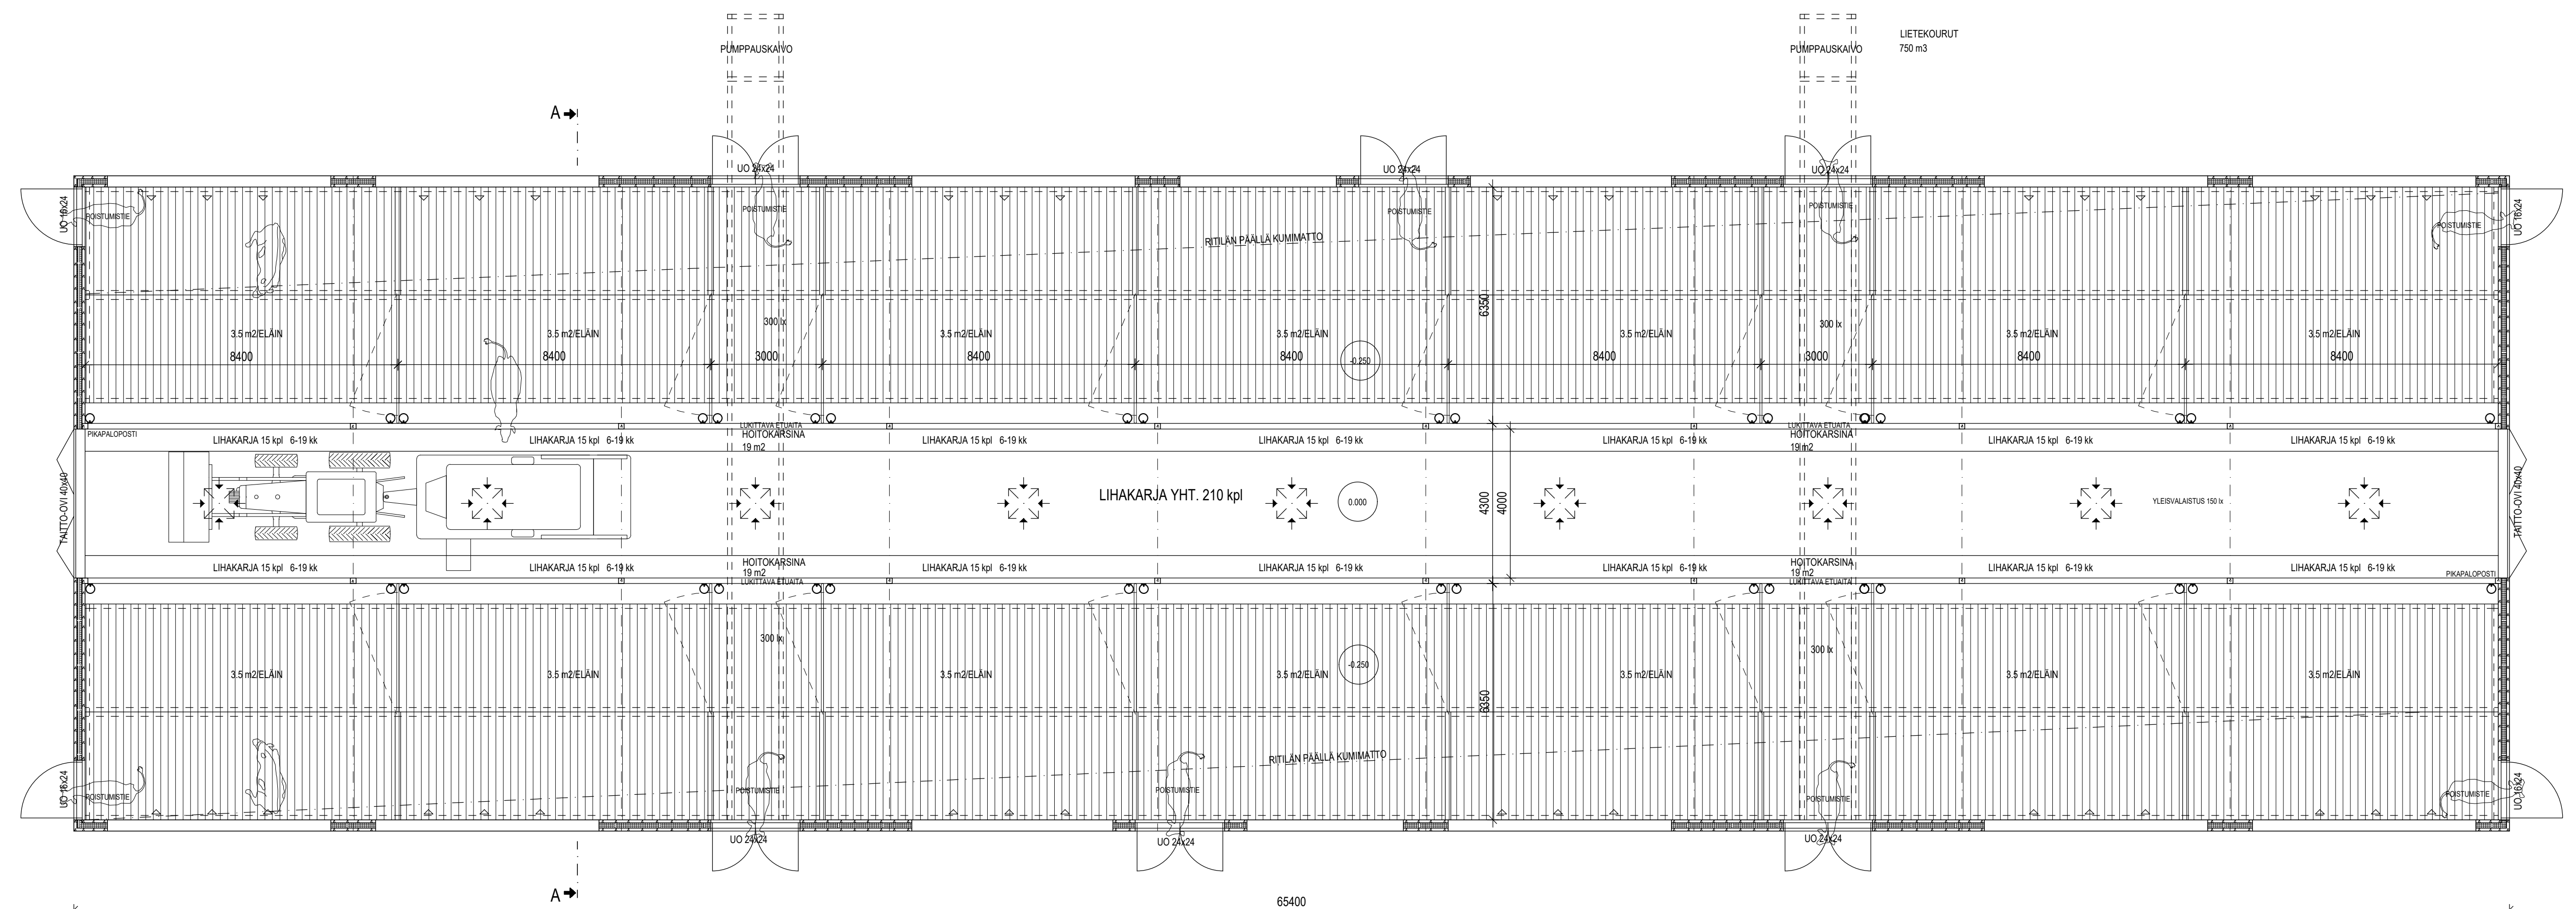 PUMPPAUSKAIVO
PUMPPAUSKAIVO
LIETEKOURUT
750 m3
A
UO 24x24
UO 24x24
UO 24x24
UO 16x24
POISTUMISTIE
POISTUMISTIE
POISTUMISTIE
POISTUMISTIE
POISTUMISTIE
UO 16x24
RITILÄN PÄÄLLÄ KUMIMATTO
6350
300 lx
300 lx
3.5 m2/ELÄIN
3.5 m2/ELÄIN
3.5 m2/ELÄIN
3.5 m2/ELÄIN
3.5 m2/ELÄIN
3.5 m2/ELÄIN
3.5 m2/ELÄIN
8400
8400
3000
8400
8400
-0.250
8400
3000
8400
8400
PIKAPALOPOSTI
LUKITTAVA ETUAITA
LUKITTAVA ETUAITA
HOITOKARSINA
19 m2
HOITOKARSINA
19 m2
LIHAKARJA 15 kpl 6-19 kk
LIHAKARJA 15 kpl 6-19 kk
LIHAKARJA 15 kpl 6-19 kk
LIHAKARJA 15 kpl 6-19 kk
LIHAKARJA 15 kpl 6-19 kk
LIHAKARJA 15 kpl 6-19 kk
LIHAKARJA 15 kpl 6-19 kk
TAITTO-OVI 40x40
LIHAKARJA YHT. 210 kpl
0.000
4300
4000
YLEISVALAISTUS 150 lx
TAITTO-OVI 40x40
HOITOKARSINA
19 m2
LUKITTAVA ETUAITA
HOITOKARSINA
19 m2
LUKITTAVA ETUAITA
LIHAKARJA 15 kpl 6-19 kk
LIHAKARJA 15 kpl 6-19 kk
LIHAKARJA 15 kpl 6-19 kk
LIHAKARJA 15 kpl 6-19 kk
LIHAKARJA 15 kpl 6-19 kk
LIHAKARJA 15 kpl 6-19 kk
LIHAKARJA 15 kpl 6-19 kk
PIKAPALOPOSTI
300 lx
300 lx
-0.250
3.5 m2/ELÄIN
3.5 m2/ELÄIN
3.5 m2/ELÄIN
3.5 m2/ELÄIN
3.5 m2/ELÄIN
3.5 m2/ELÄIN
3.5 m2/ELÄIN
6350
RITILÄN PÄÄLLÄ KUMIMATTO
UO 16x24
POISTUMISTIE
POISTUMISTIE
POISTUMISTIE
POISTUMISTIE
POISTUMISTIE
UO 16x24
UO 24x24
UO 24x24
UO 24x24
A
65400